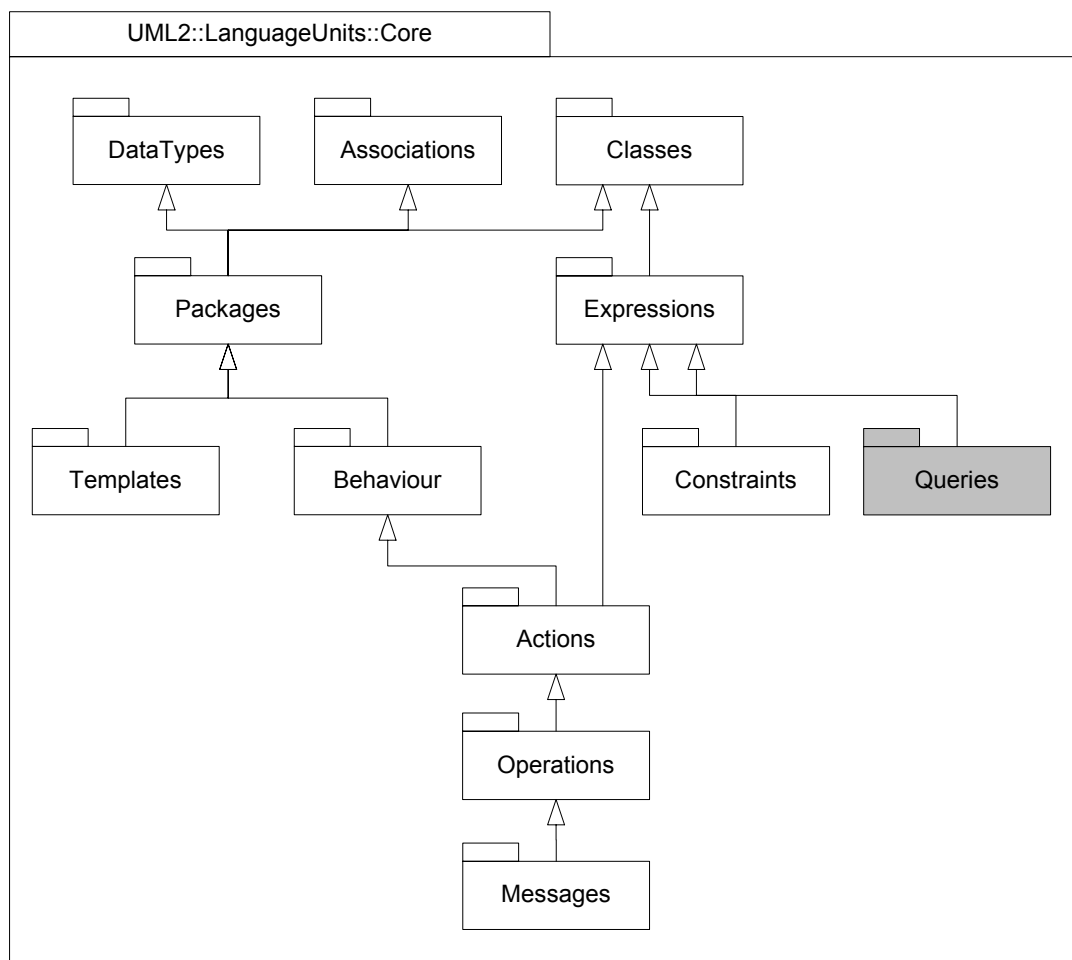 UML2::LanguageUnits::Core
DataTypes
Associations
Classes
Packages
Expressions
Templates
Behaviour
Constraints
Queries
Actions
Operations
Messages